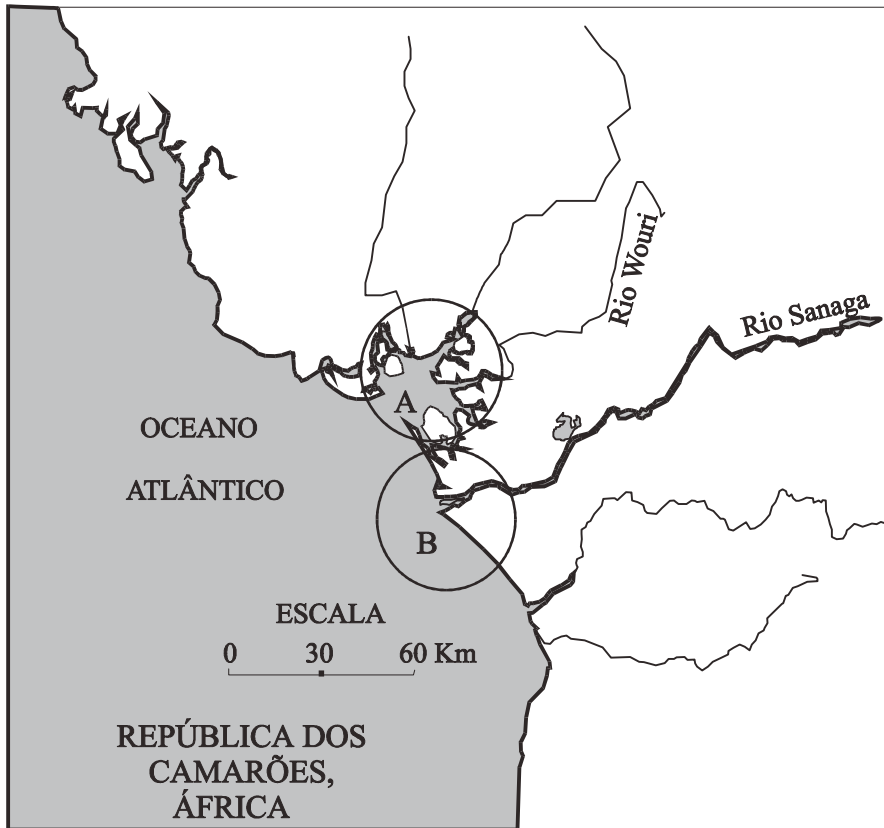 Rio Wouri
Rio Sanaga
A
OCEANO
ATLÂNTICO
B
ESCALA
0 30 60 Km
REPÚBLICA DOS
CAMARÕES,
ÁFRICA